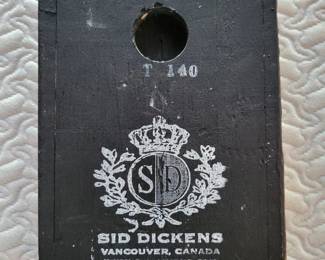 T 140
SD
SID DICKENS
VANCOUVER, CANADA